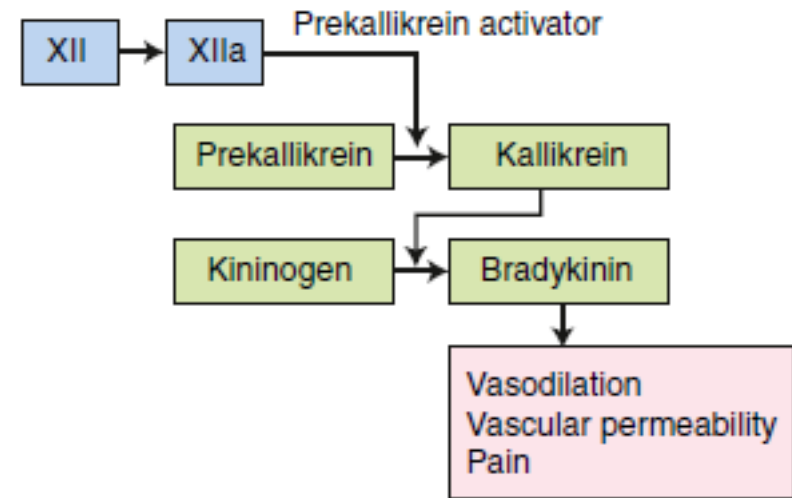 Prekallikrein activator
XII
XIIa
Prekallikrein
Kallikrein
Kininogen
Bradykinin
Vasodilation
Vascular permeability
Pain